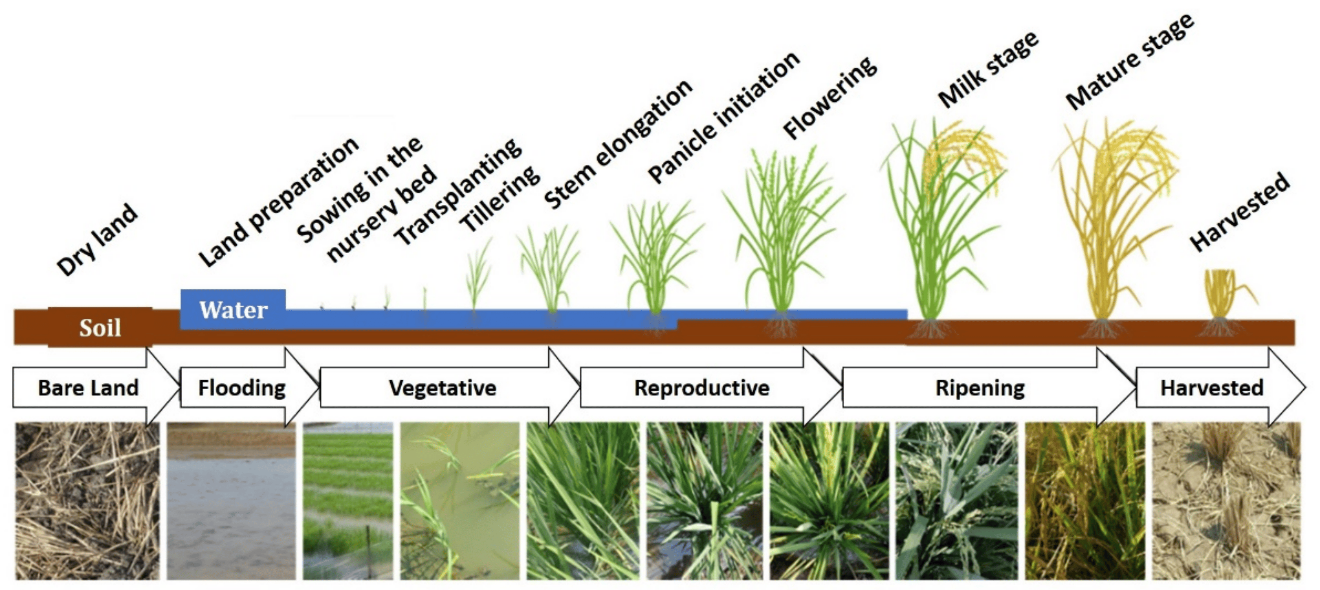 Dry land
Land preparation
Sowing in the
nursery bed
Transplanting
Tillering
Stem elongation
Panicle initiation
Flowering
Milk stage
Mature stage
Harvested
Soil
Water
Bare Land
Flooding
Vegetative
Reproductive
Ripening
Harvested